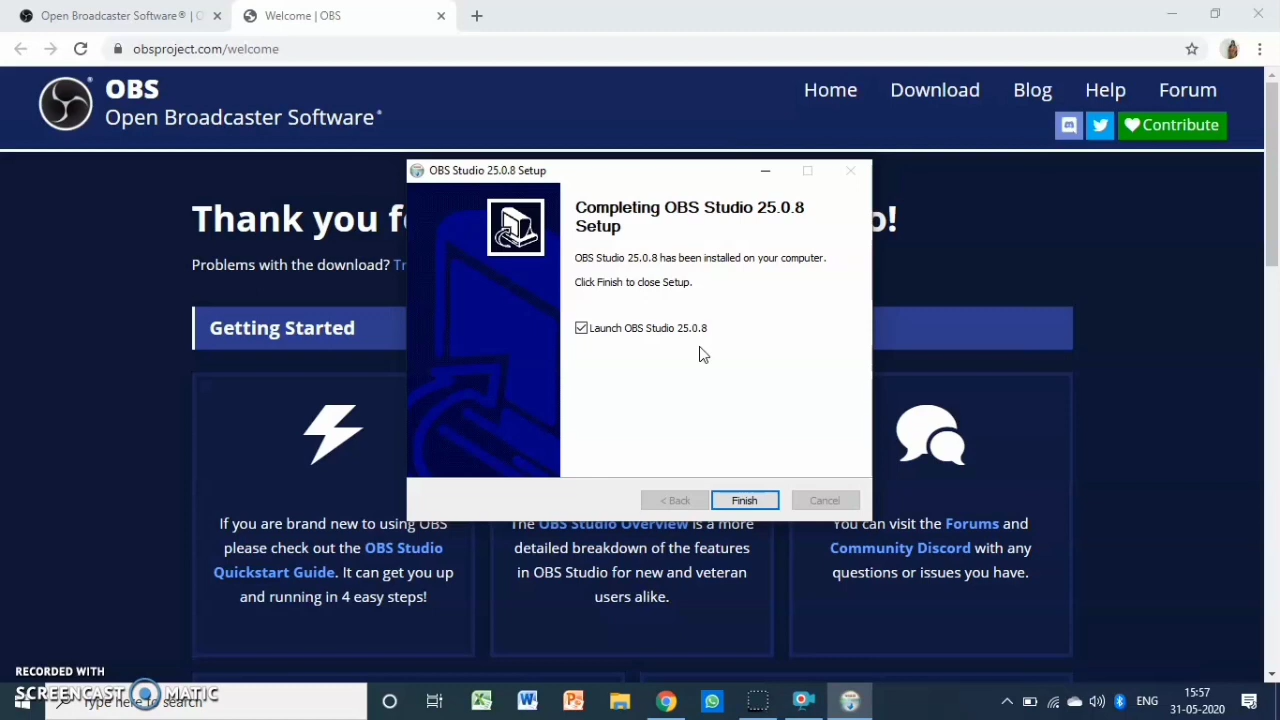 Open Broadcaster Software® | O
Welcome | OBS
obsproject.com/welcome
OBS
Open Broadcaster Software®
Home
Download
Blog
Help
Forum
Contribute
OBS Studio 25.0.8 Setup
Thank you f
o!
Problems with the download? Tr
Completing OBS Studio 25.0.8
Setup
OBS Studio 25.0.8 has been installed on your computer.
Click Finish to close Setup.
Launch OBS Studio 25.0.8
< Back
Finish
Cancel
Getting Started
If you are brand new to using OBS
please check out the OBS Studio
Quickstart Guide. It can get you up
and running in 4 easy steps!
The OBS Studio Overview is a more
detailed breakdown of the features
in OBS Studio for new and veteran
users alike.
You can visit the Forums and
Community Discord with any
questions or issues you have.
RECORDED WITH
SCREENCAST MATIC
Type here to search
ENG
15:57
31-05-2020